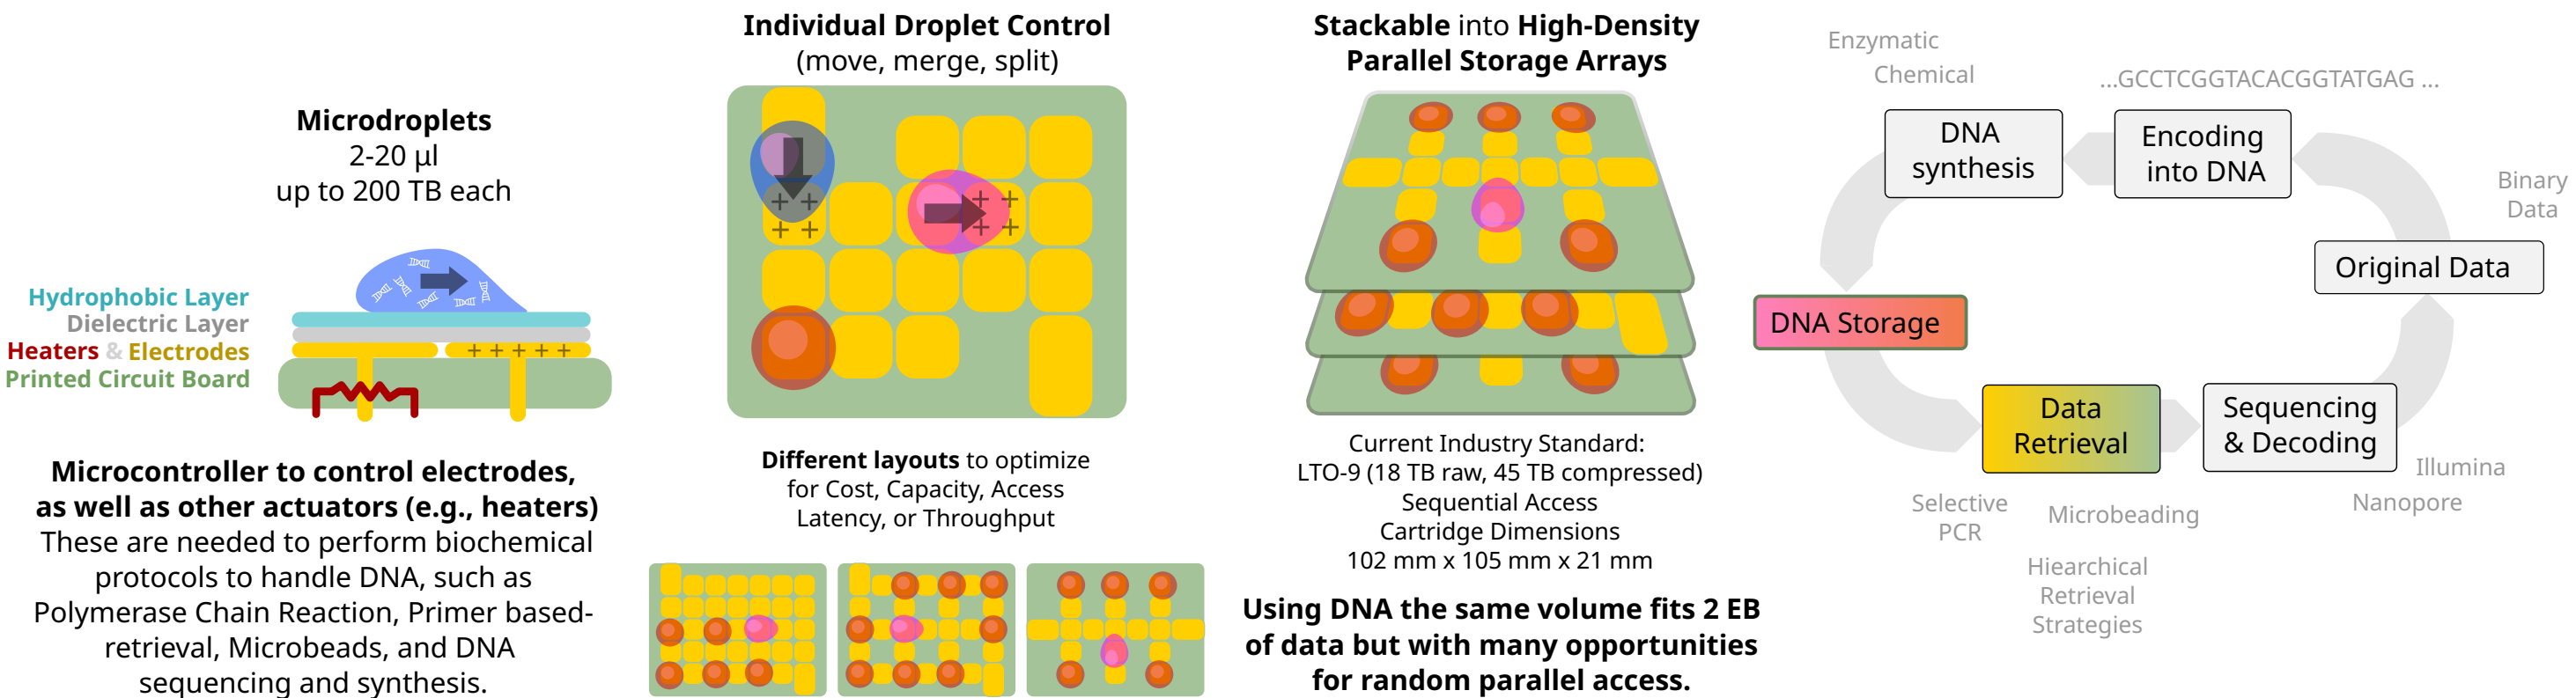 Microdroplets
2-20 µl
up to 200 TB each
Hydrophobic Layer
Dielectric Layer
Heaters & Electrodes
Printed Circuit Board
+ + + + +
Microcontroller to control electrodes,
as well as other actuators (e.g., heaters)
These are needed to perform biochemical
protocols to handle DNA, such as
Polymerase Chain Reaction, Primer based-
retrieval, Microbeads, and DNA
sequencing and synthesis.
Individual Droplet Control
(move, merge, split)
+ +
+ +
+ +
+ +
Different layouts to optimize
for Cost, Capacity, Access
Latency, or Throughput
Stackable into High-Density
Parallel Storage Arrays
Current Industry Standard:
LTO-9 (18 TB raw, 45 TB compressed)
Sequential Access
Cartridge Dimensions
102 mm x 105 mm x 21 mm
Using DNA the same volume fits 2 EB
of data but with many opportunities
for random parallel access.
Enzymatic
Chemical
...GCCTCGGTACACGGTATGAG ...
DNA
synthesis
Encoding
into DNA
Binary
Data
Original Data
DNA Storage
Data
Retrieval
Sequencing
& Decoding
Illumina
Nanopore
Selective
PCR
Microbeading
Hiearchical
Retrieval
Strategies